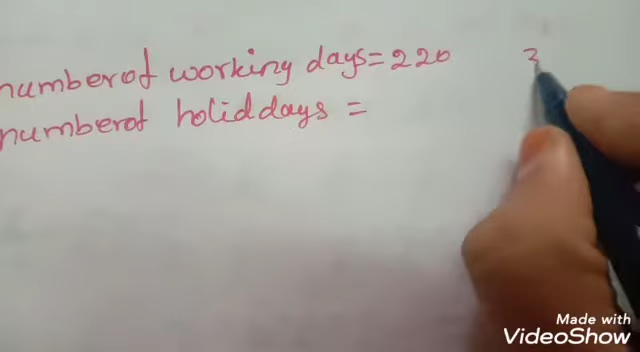 numberof working days=220 3
numberof holiddays =
Made with
VideoShow